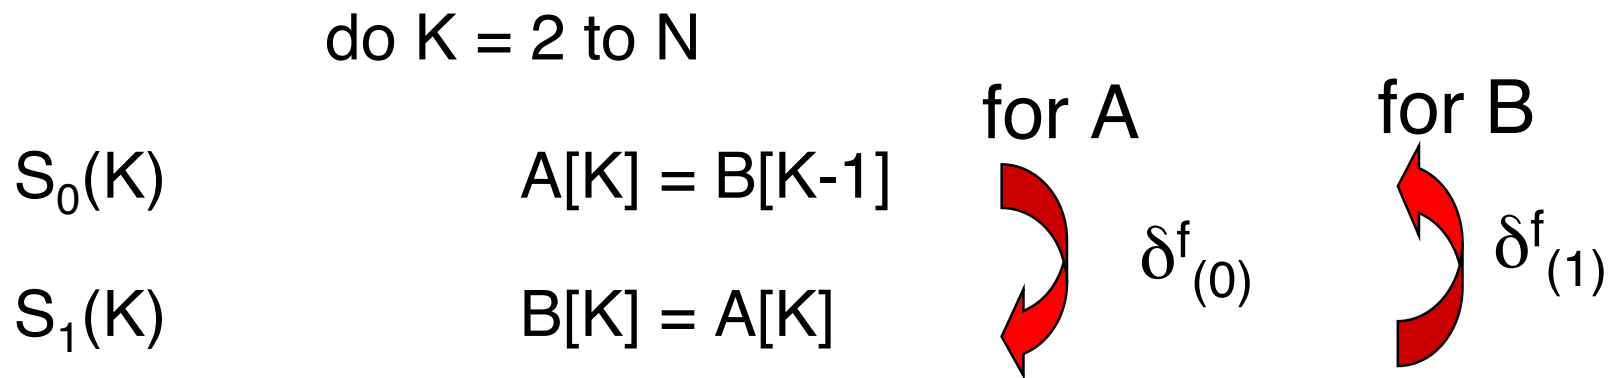 do K = 2 to N
for A
for B
S₀(K) A[K] = B[K-1]
δᶠ₍₀₎
δᶠ₍₁₎
S₁(K) B[K] = A[K]